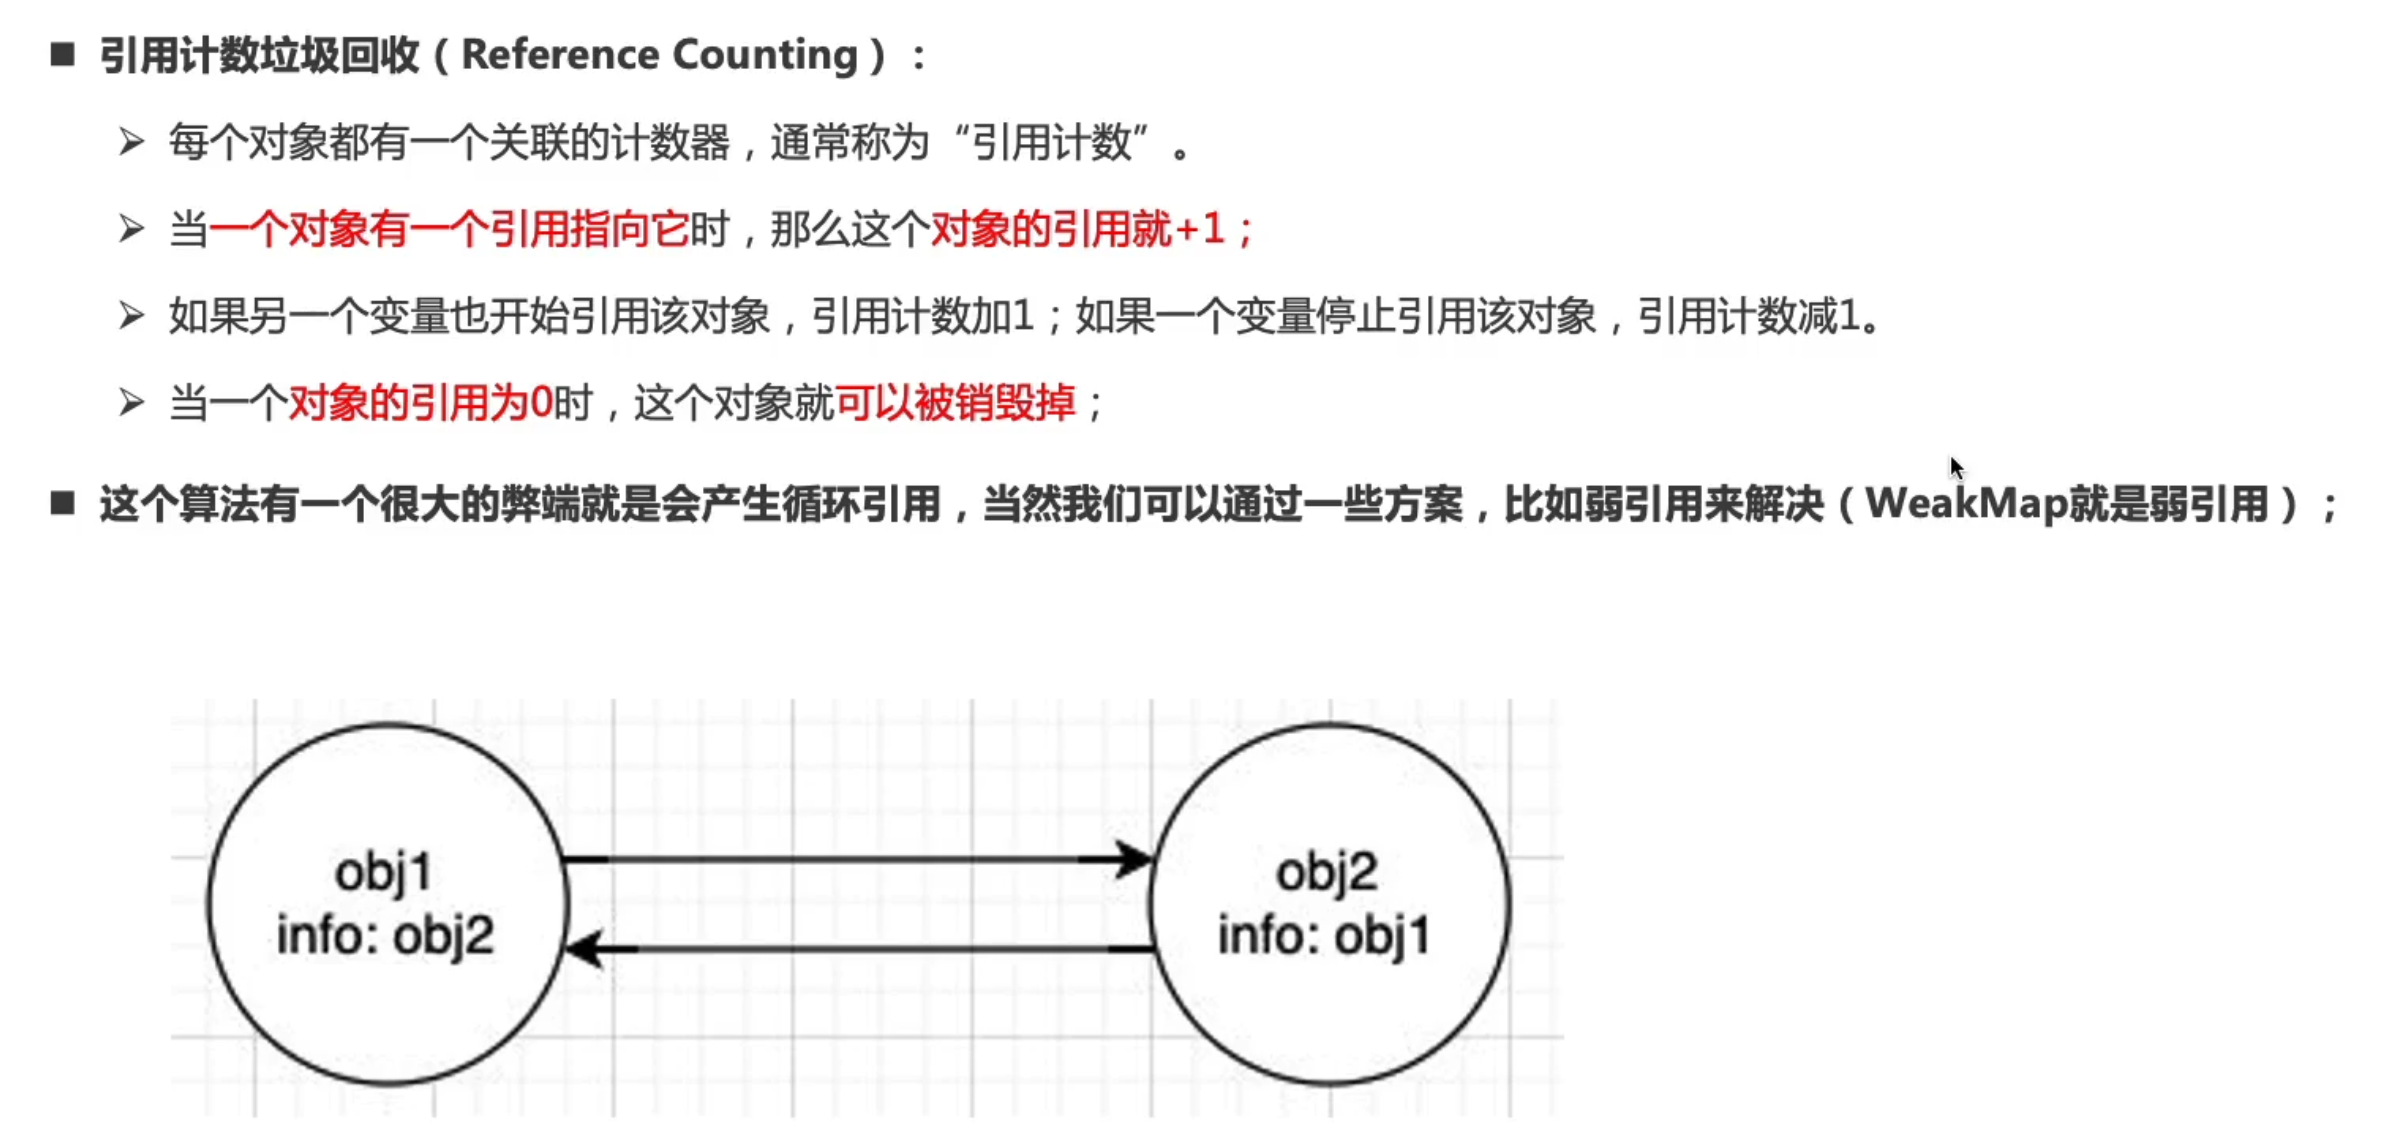 ■ 引用计数垃圾回收（Reference Counting）：
➢ 每个对象都有一个关联的计数器，通常称为“引用计数”。
➢ 当一个对象有一个引用指向它时，那么这个对象的引用就+1；
➢ 如果另一个变量也开始引用该对象，引用计数加1；如果一个变量停止引用该对象，引用计数减1。
➢ 当一个对象的引用为0时，这个对象就可以被销毁掉；
■ 这个算法有一个很大的弊端就是会产生循环引用，当然我们可以通过一些方案，比如弱引用来解决（WeakMap就是弱引用）；
obj1
info: obj2
obj2
info: obj1